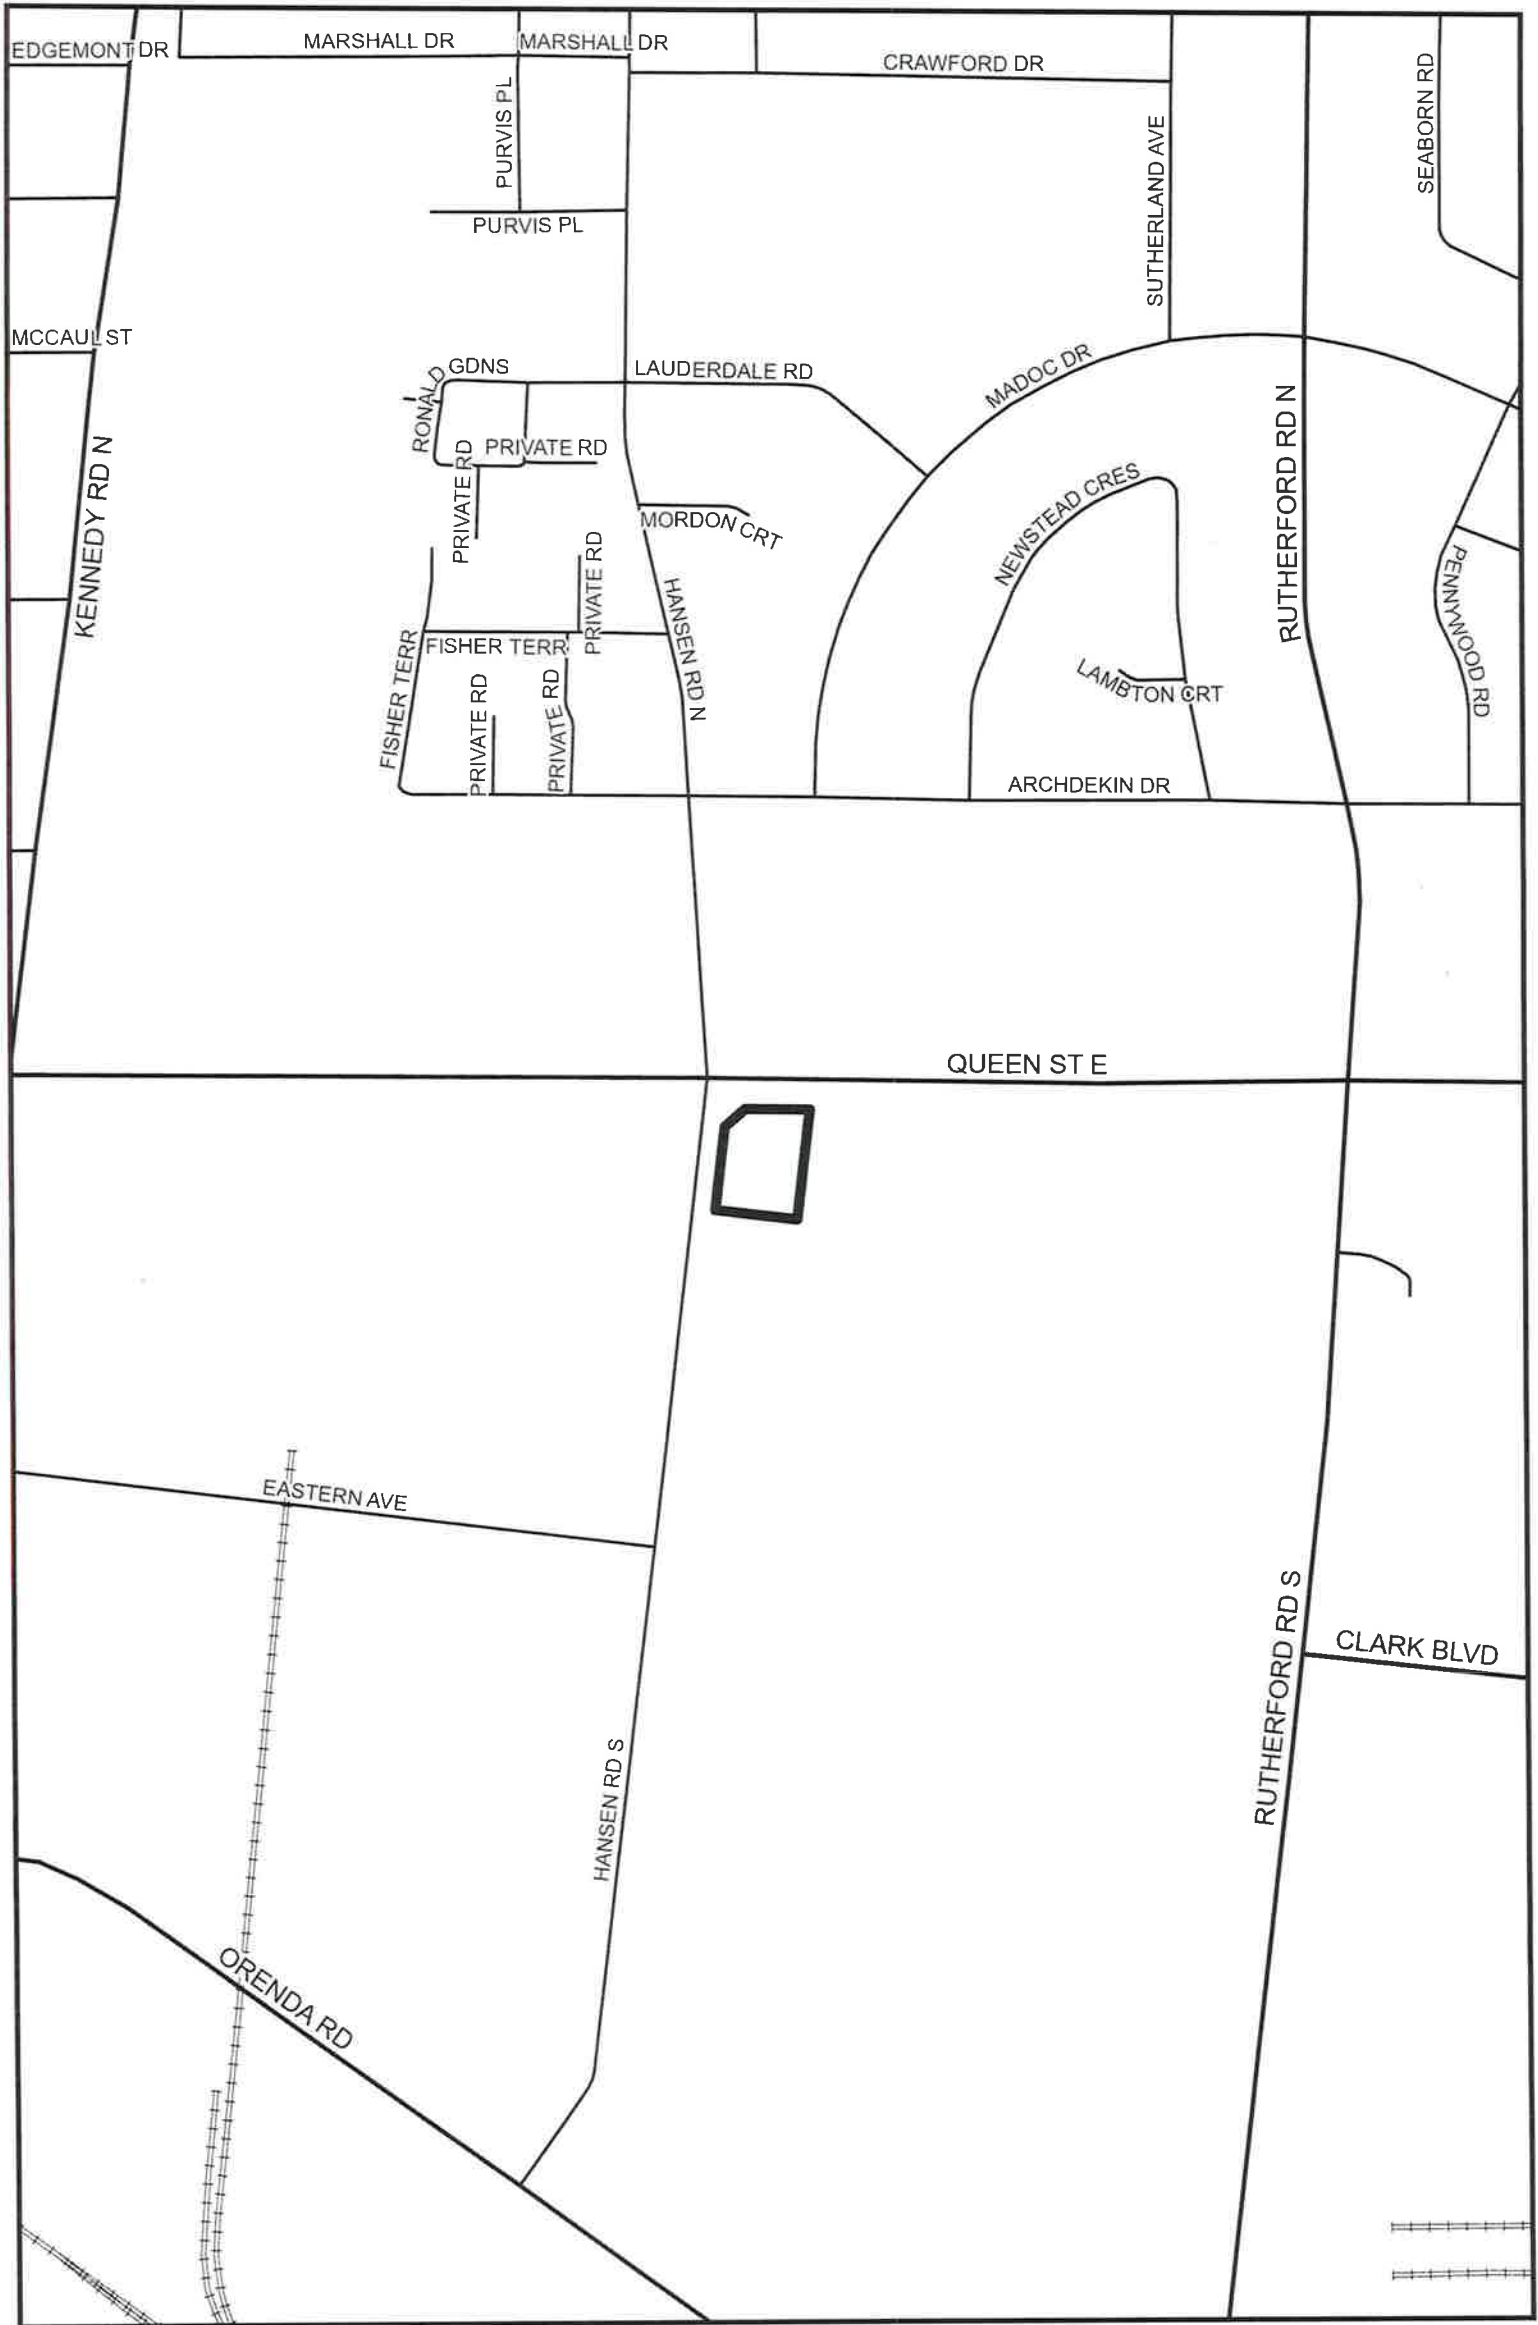 EDGEMONT DR
MARSHALL DR
MARSHALL DR
CRAWFORD DR
SEABORN RD
PURVIS PL
SUTHERLAND AVE
PURVIS PL
MCCAUL ST
RONALD GDNS
LAUDERDALE RD
MADOC DR
RUTHERFORD RD N
KENNEDY RD N
PRIVATE RD
PRIVATE RD
NEWSTEAD CRES
MORDON CRT
PRIVATE RD
HANSEN RD N
PENNYWOOD RD
FISHER TERR
FISHER TERR
LAMBTON CRT
PRIVATE RD
PRIVATE RD
ARCHDEKIN DR
QUEEN ST E
EASTERN AVE
RUTHERFORD RD S
CLARK BLVD
HANSEN RD S
ORENDA RD